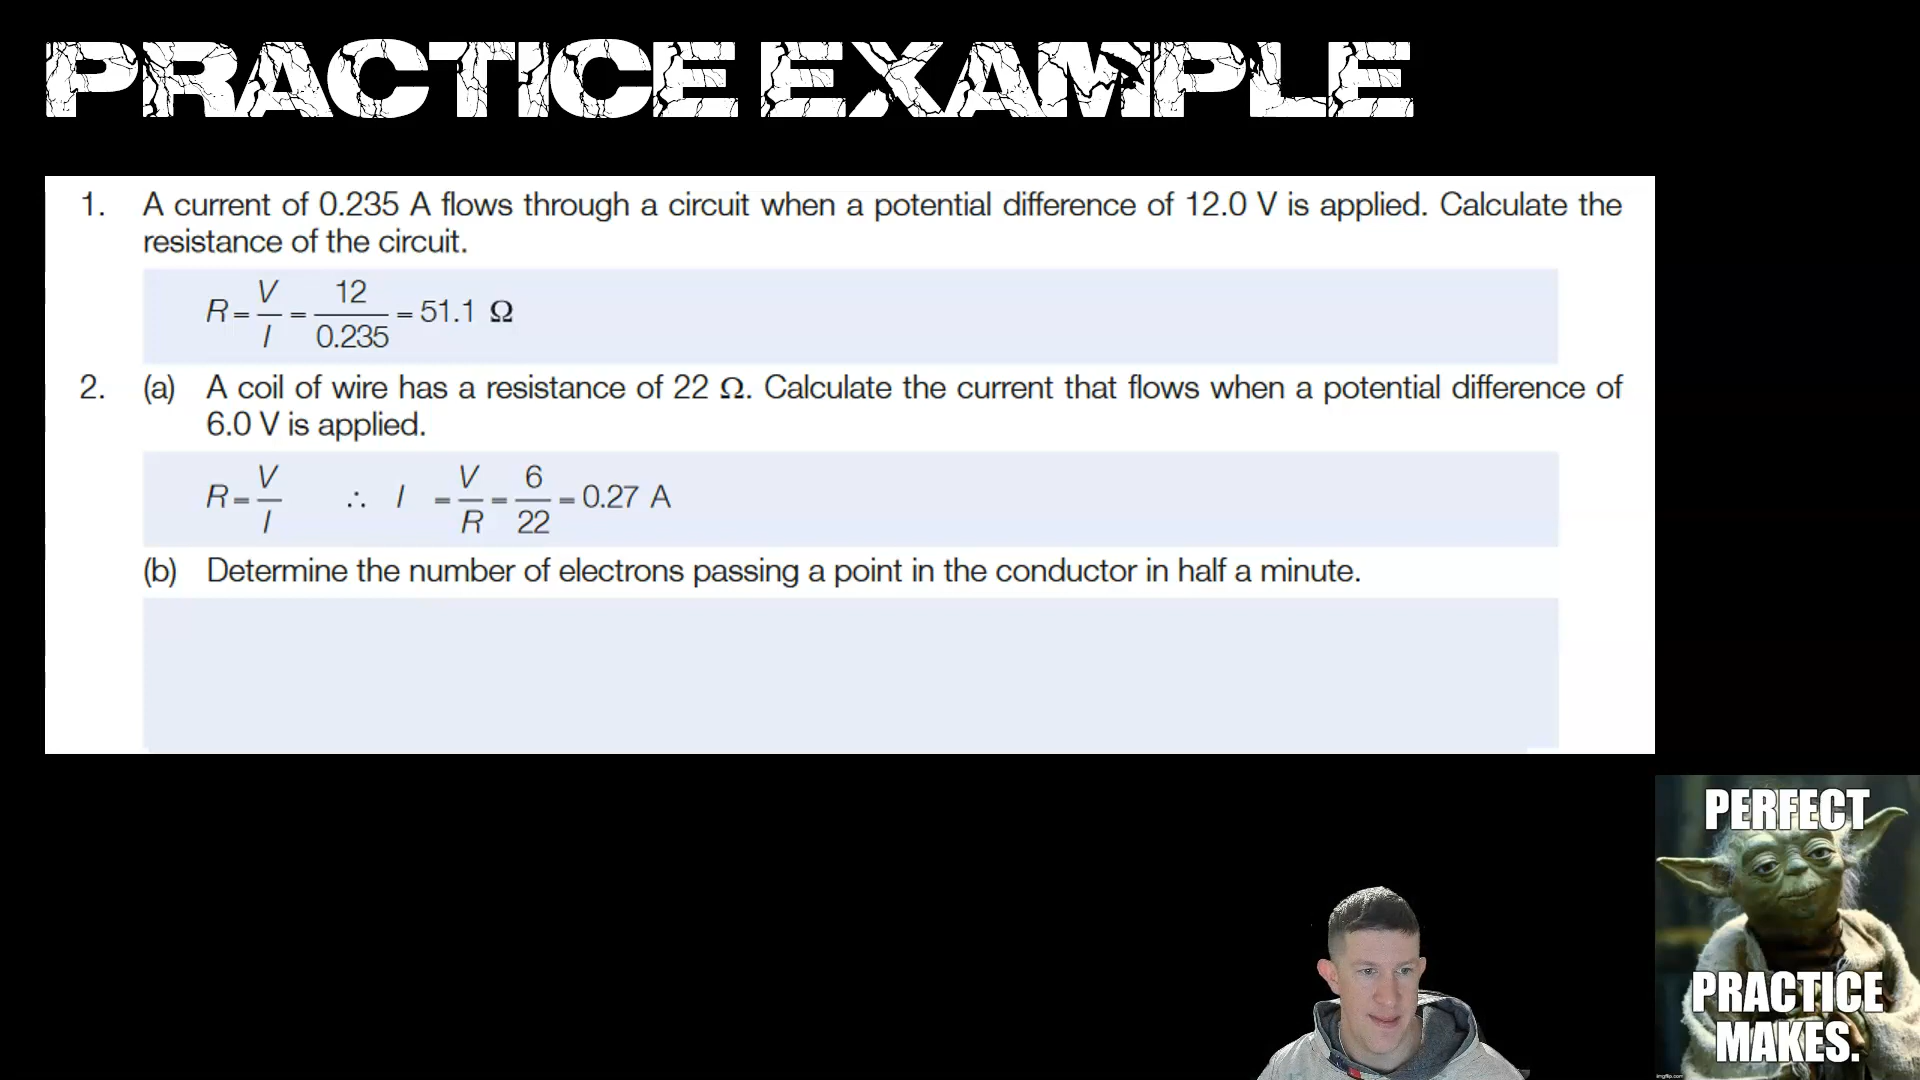 PRACTICE EXAMPLE
1. A current of 0.235 A flows through a circuit when a potential difference of 12.0 V is applied. Calculate the
resistance of the circuit.
R = V/I = 12/0.235 = 51.1 Ω
2. (a) A coil of wire has a resistance of 22 Ω. Calculate the current that flows when a potential difference of
6.0 V is applied.
R = V/I ∴ I = V/R = 6/22 = 0.27 A
(b) Determine the number of electrons passing a point in the conductor in half a minute.
PERFECT
PRACTICE
MAKES.
imgflip.com